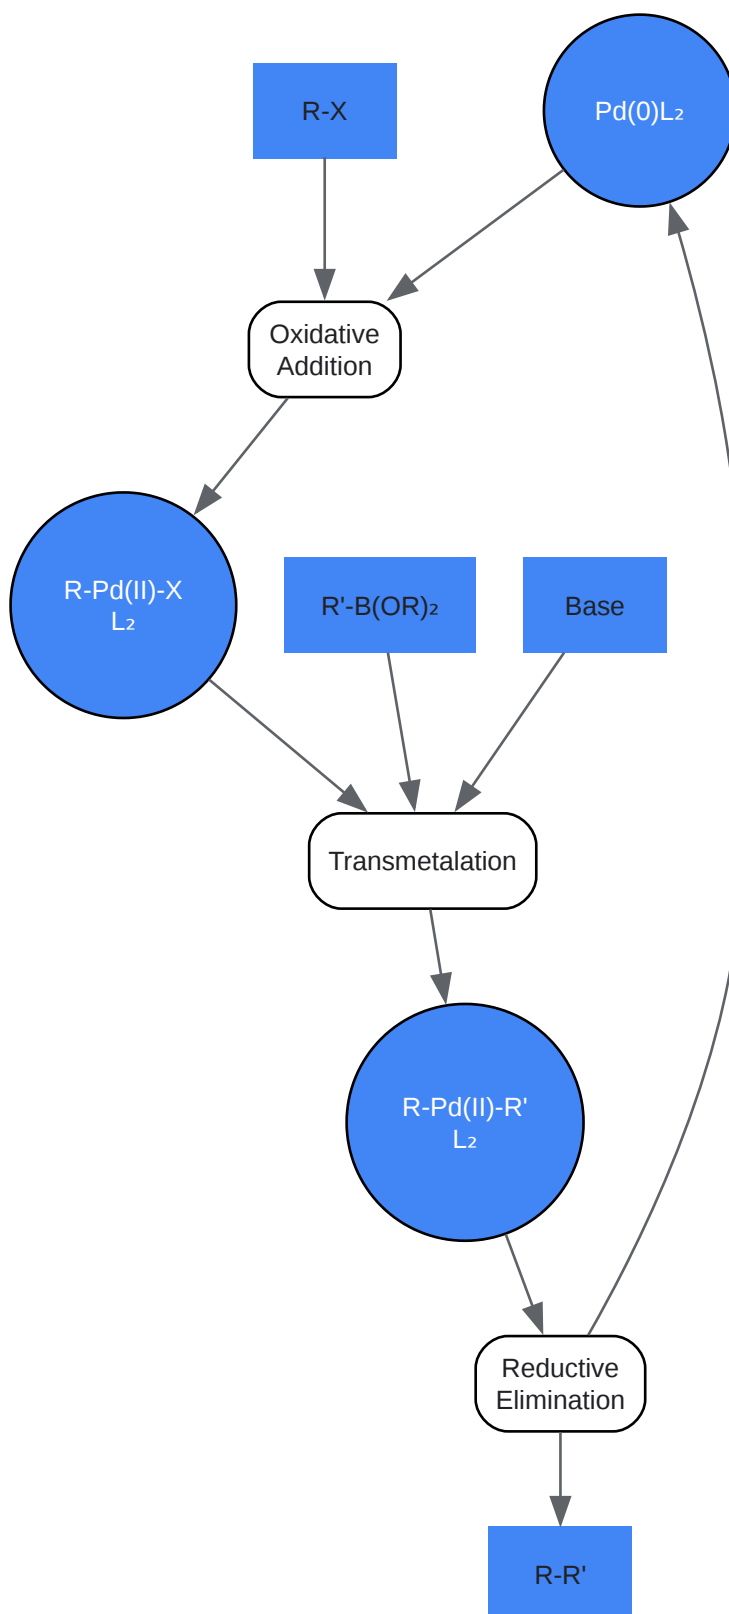 R-X
Pd(0)L₂
Oxidative
Addition
R-Pd(II)-X
L₂
R'-B(OR)₂
Base
Transmetalation
R-Pd(II)-R'
L₂
Reductive
Elimination
R-R'